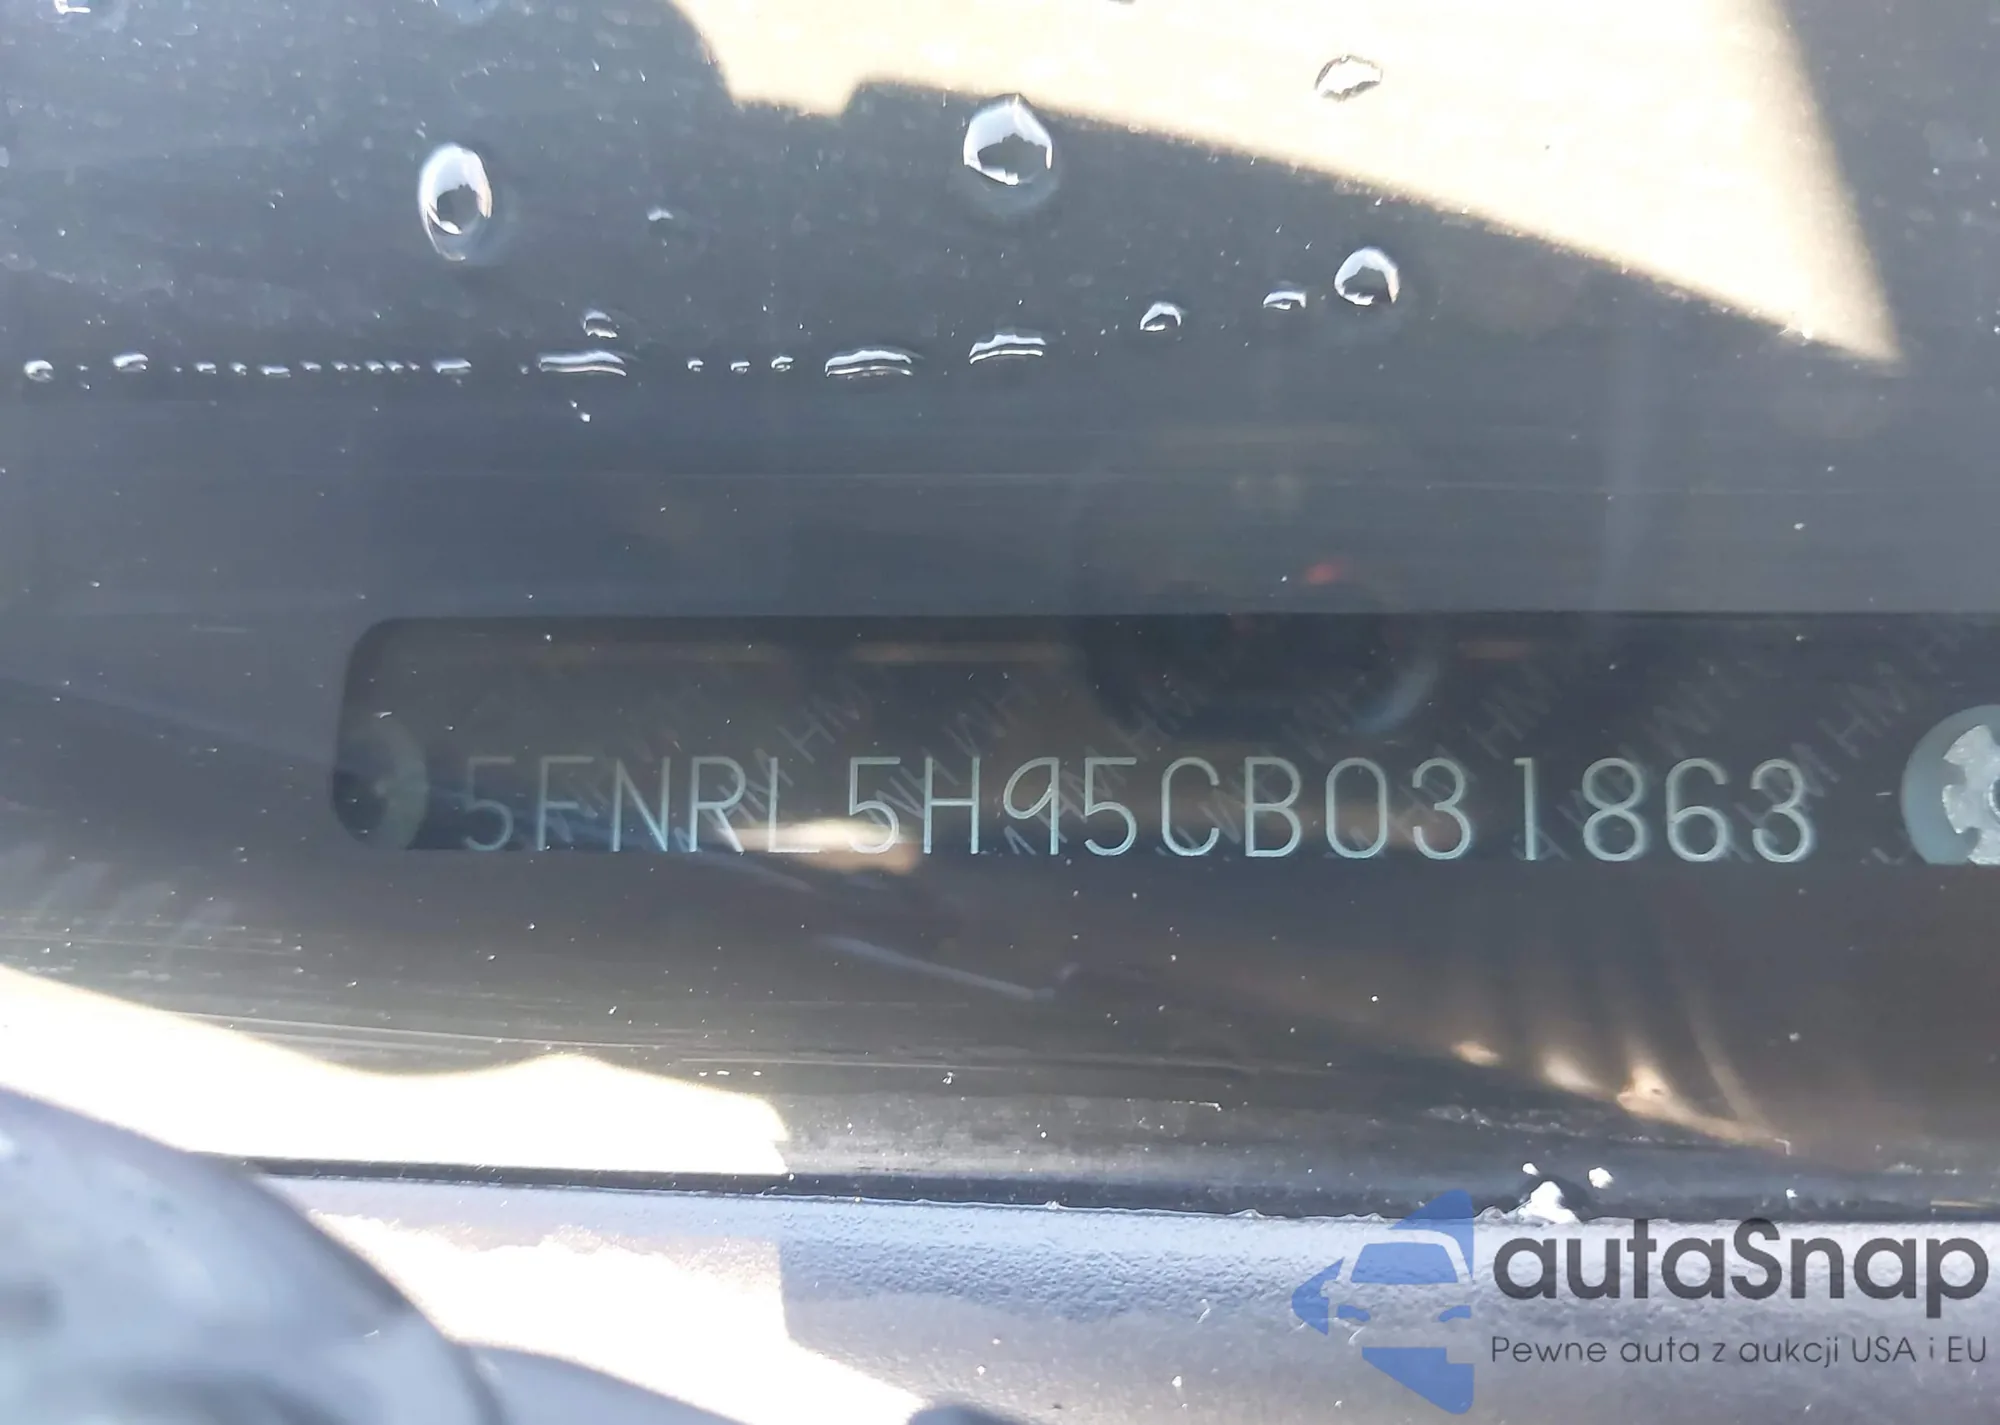 5FNRL5H95CB031863
autaSnap
Pewne auta z aukcji USA i EU